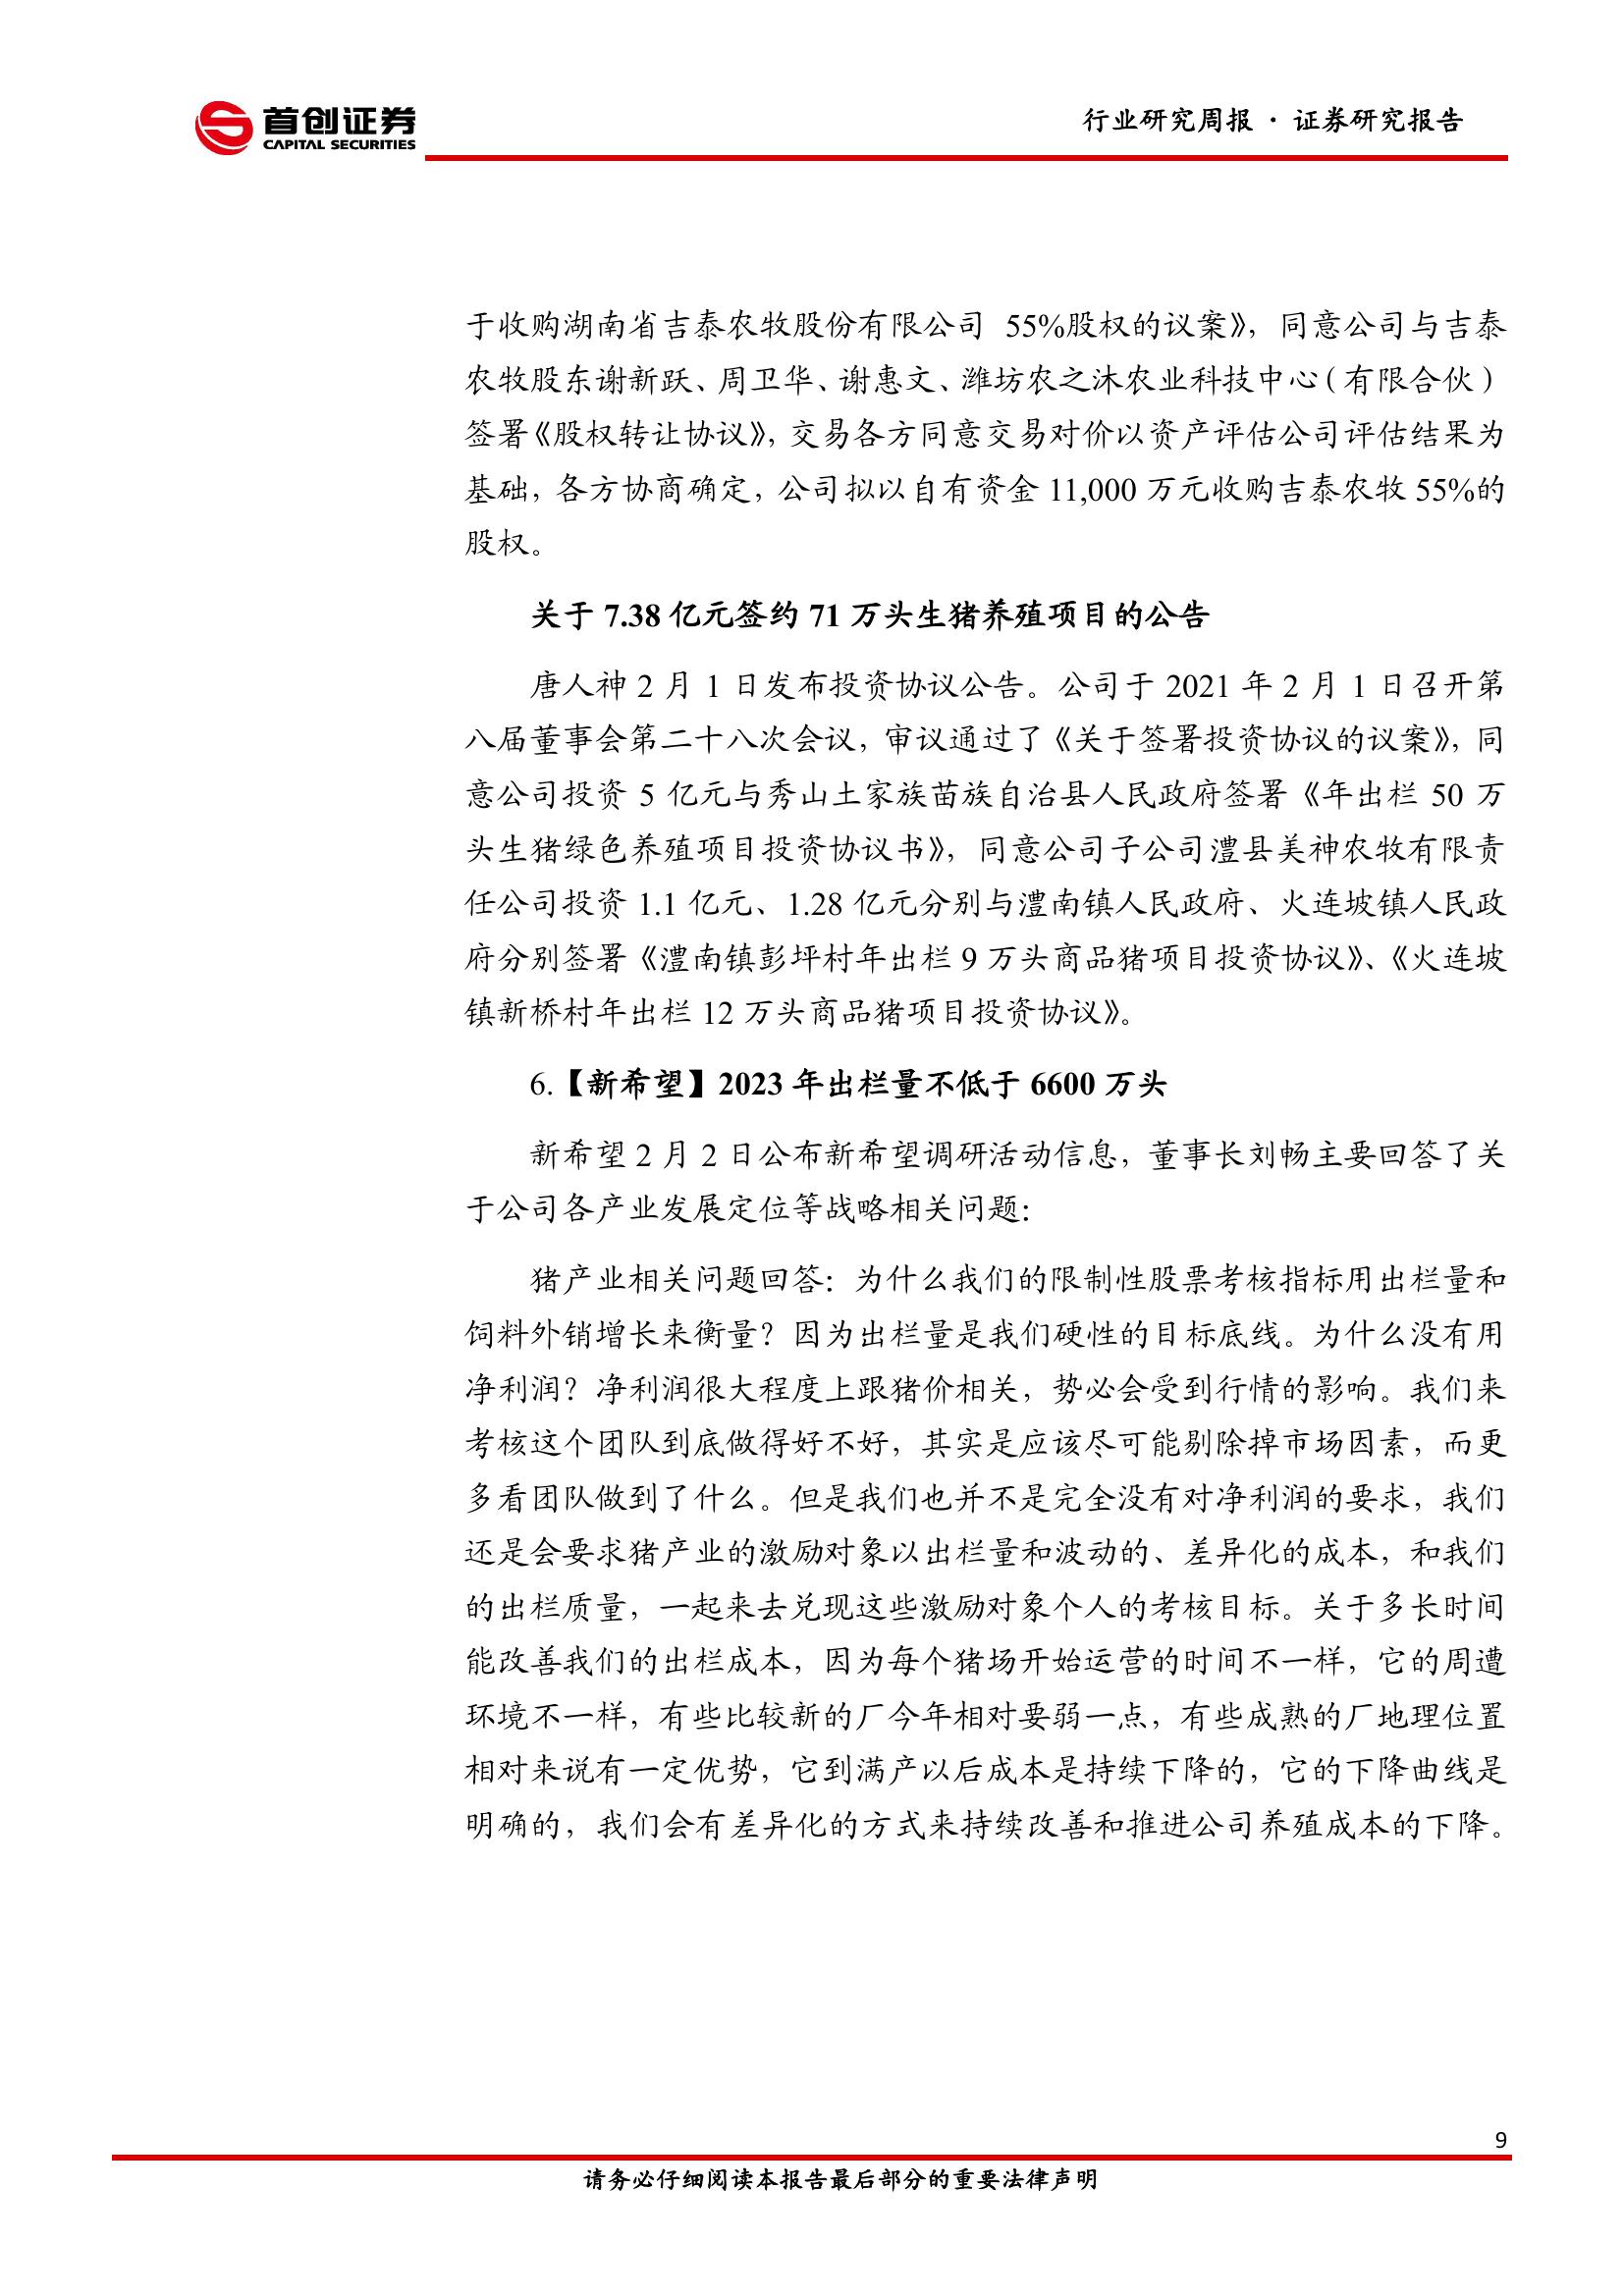 首创证券
CAPITAL SECURITIES
行业研究周报 · 证券研究报告
于收购湖南省吉泰农牧股份有限公司 55%股权的议案》，同意公司与吉泰
农牧股东谢新跃、周卫华、谢惠文、潍坊农之沐农业科技中心（有限合伙）
签署《股权转让协议》，交易各方同意交易对价以资产评估公司评估结果为
基础，各方协商确定，公司拟以自有资金 11,000 万元收购吉泰农牧 55%的
股权。
关于 7.38 亿元签约 71 万头生猪养殖项目的公告
唐人神 2 月 1 日发布投资协议公告。公司于 2021 年 2 月 1 日召开第
八届董事会第二十八次会议，审议通过了《关于签署投资协议的议案》，同
意公司投资 5 亿元与秀山土家族苗族自治县人民政府签署《年出栏 50 万
头生猪绿色养殖项目投资协议书》，同意公司子公司澧县美神农牧有限责
任公司投资 1.1 亿元、1.28 亿元分别与澧南镇人民政府、火连坡镇人民政
府分别签署《澧南镇彭坪村年出栏 9 万头商品猪项目投资协议》、《火连坡
镇新桥村年出栏 12 万头商品猪项目投资协议》。
6.【新希望】2023 年出栏量不低于 6600 万头
新希望 2 月 2 日公布新希望调研活动信息，董事长刘畅主要回答了关
于公司各产业发展定位等战略相关问题：
猪产业相关问题回答：为什么我们的限制性股票考核指标用出栏量和
饲料外销增长来衡量？因为出栏量是我们硬性的目标底线。为什么没有用
净利润？净利润很大程度上跟猪价相关，势必会受到行情的影响。我们来
考核这个团队到底做得好不好，其实是应该尽可能剔除掉市场因素，而更
多看团队做到了什么。但是我们也并不是完全没有对净利润的要求，我们
还是会要求猪产业的激励对象以出栏量和波动的、差异化的成本，和我们
的出栏质量，一起来去兑现这些激励对象个人的考核目标。关于多长时间
能改善我们的出栏成本，因为每个猪场开始运营的时间不一样，它的周遭
环境不一样，有些比较新的厂今年相对要弱一点，有些成熟的厂地理位置
相对来说有一定优势，它到满产以后成本是持续下降的，它的下降曲线是
明确的，我们会有差异化的方式来持续改善和推进公司养殖成本的下降。
9
请务必仔细阅读本报告最后部分的重要法律声明